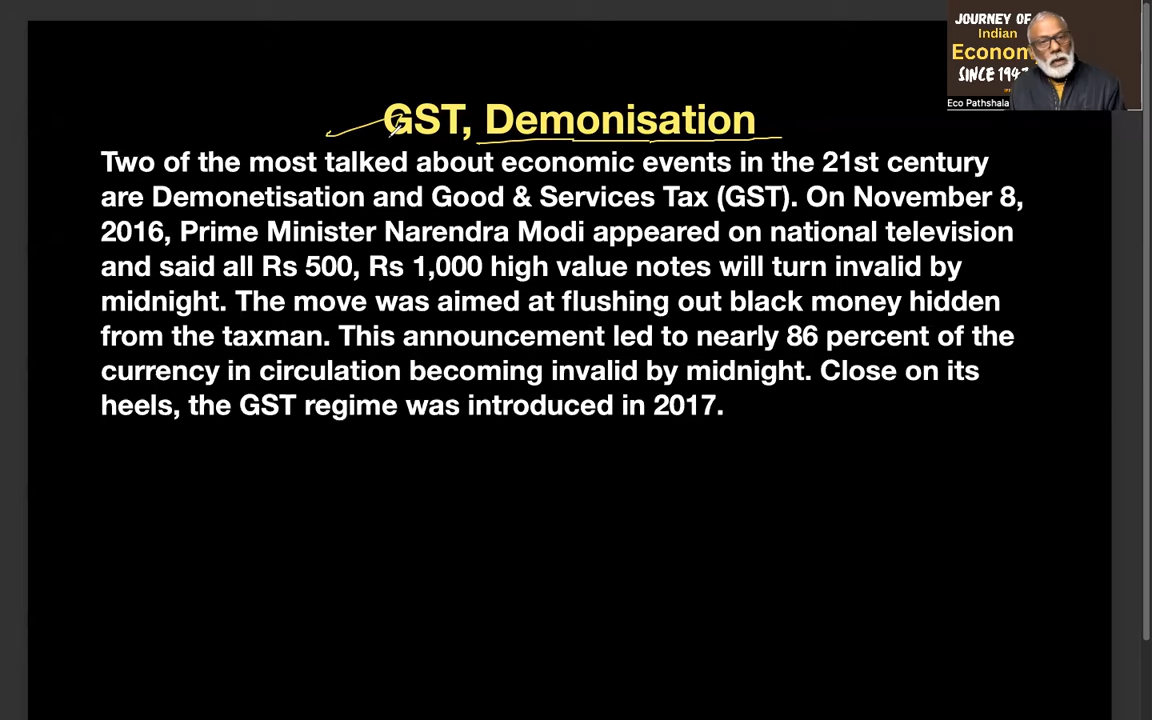 JOURNEY OF
Indian
Econom
SINCE 1947
Eco Pathshala
GST, Demonisation
Two of the most talked about economic events in the 21st century
are Demonetisation and Good & Services Tax (GST). On November 8,
2016, Prime Minister Narendra Modi appeared on national television
and said all Rs 500, Rs 1,000 high value notes will turn invalid by
midnight. The move was aimed at flushing out black money hidden
from the taxman. This announcement led to nearly 86 percent of the
currency in circulation becoming invalid by midnight. Close on its
heels, the GST regime was introduced in 2017.